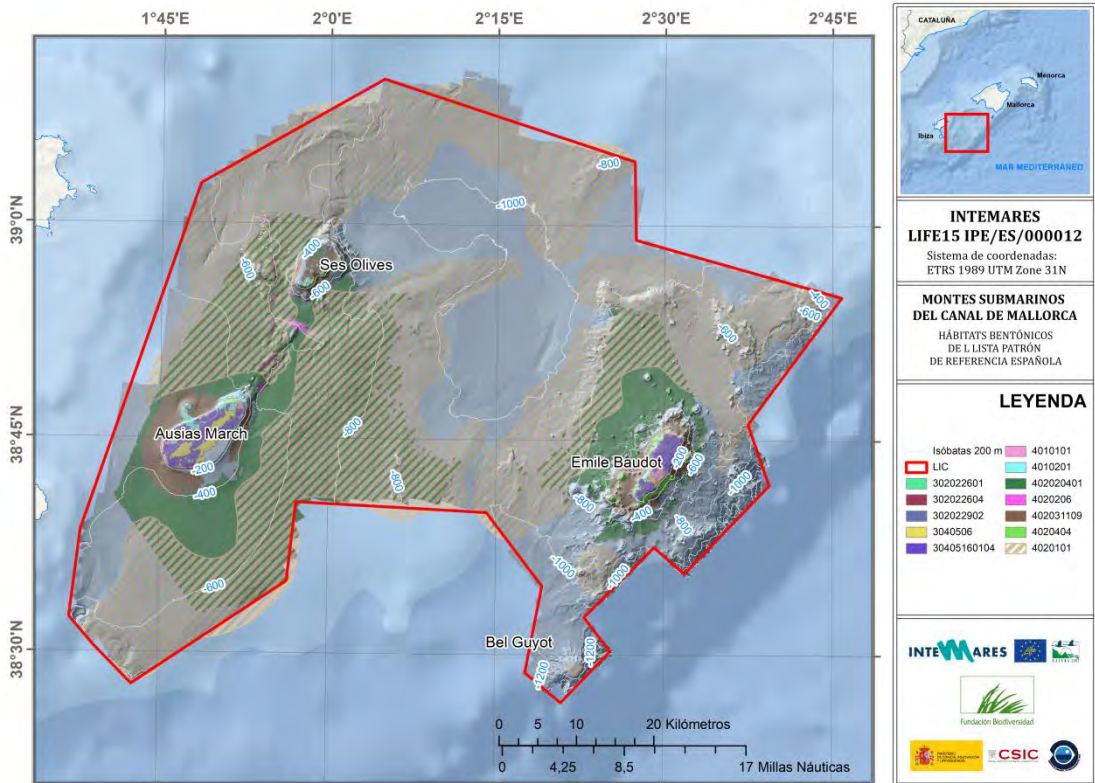 1°45'E 2°0'E 2°15'E 2°30'E 2°45'E
39°0'N
38°45'N
38°30'N
-800
-1000
-400
Ses Olives
-600
-600
-400
-600
-600
-800
Ausias March
-200
-400
Emile Baudot
-200
-600
-1000
-800
-800
-400
-800
-600
-1000
-1000
Bel Guyot
-1200
-1200
0 5 10 20 Kilómetros
0 4,25 8,5 17 Millas Náuticas
CATALUÑA
Menorca
Mallorca
Ibiza
MAR MEDITERRÁNEO
INTEMARES
LIFE15 IPE/ES/000012
Sistema de coordenadas:
ETRS 1989 UTM Zone 31N
MONTES SUBMARINOS
DEL CANAL DE MALLORCA
HÁBITATS BENTÓNICOS
DE L LISTA PATRÓN
DE REFERENCIA ESPAÑOLA
LEYENDA
Isóbatas 200 m 4010101
LIC 4010201
302022601 402020401
302022604 4020206
302022902 402031109
3040506 4020404
30405160104 4020101
INTEMARES
Fundación Biodiversidad
CSIC